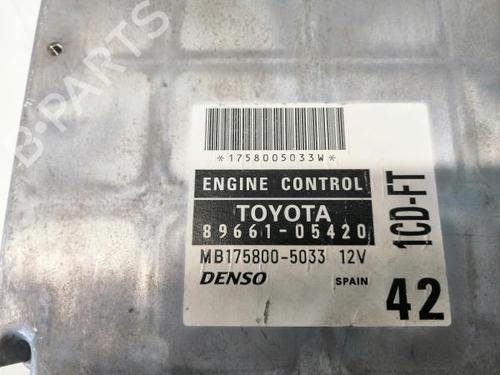 B-PARTS
*1758005033W*
ENGINE CONTROL
TOYOTA
89661-05420
MB175800-5033 12V
DENSO SPAIN
1CD-FT
42